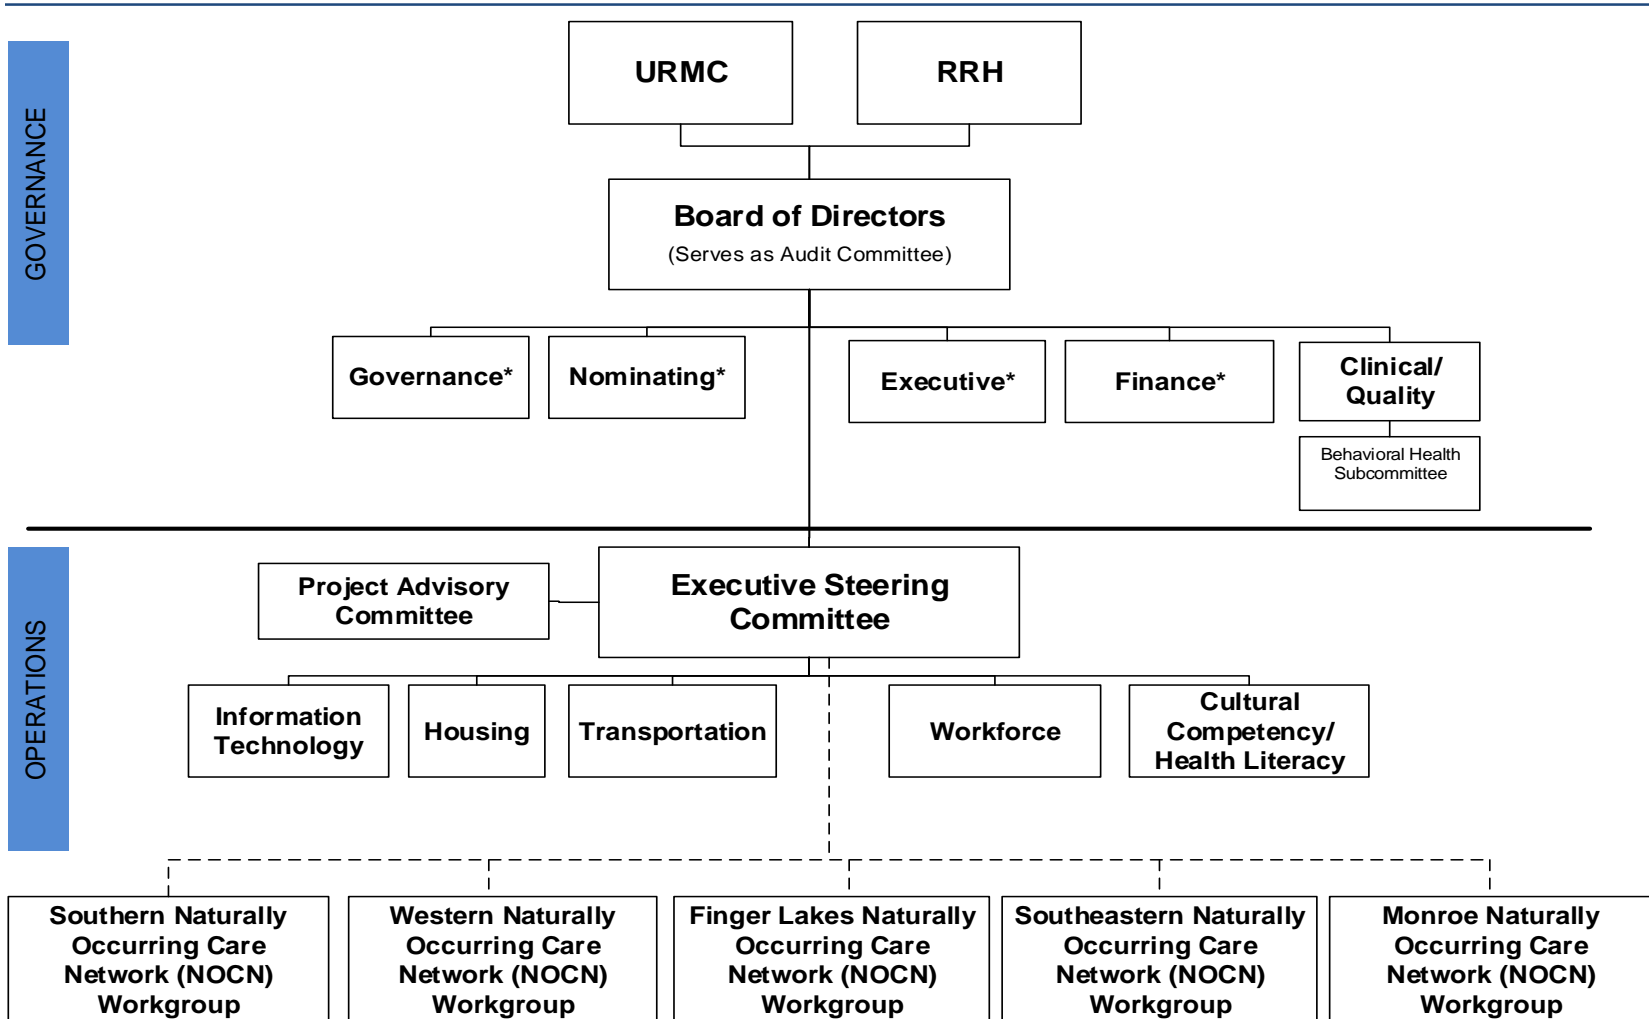 GOVERNANCE
URMC
RRH
Board of Directors
(Serves as Audit Committee)
Governance*
Nominating*
Executive*
Finance*
Clinical/
Quality
Behavioral Health
Subcommittee
OPERATIONS
Project Advisory
Committee
Executive Steering
Committee
Information
Technology
Housing
Transportation
Workforce
Cultural
Competency/
Health Literacy
Southern Naturally
Occurring Care
Network (NOCN)
Workgroup
Western Naturally
Occurring Care
Network (NOCN)
Workgroup
Finger Lakes Naturally
Occurring Care
Network (NOCN)
Workgroup
Southeastern Naturally
Occurring Care
Network (NOCN)
Workgroup
Monroe Naturally
Occurring Care
Network (NOCN)
Workgroup